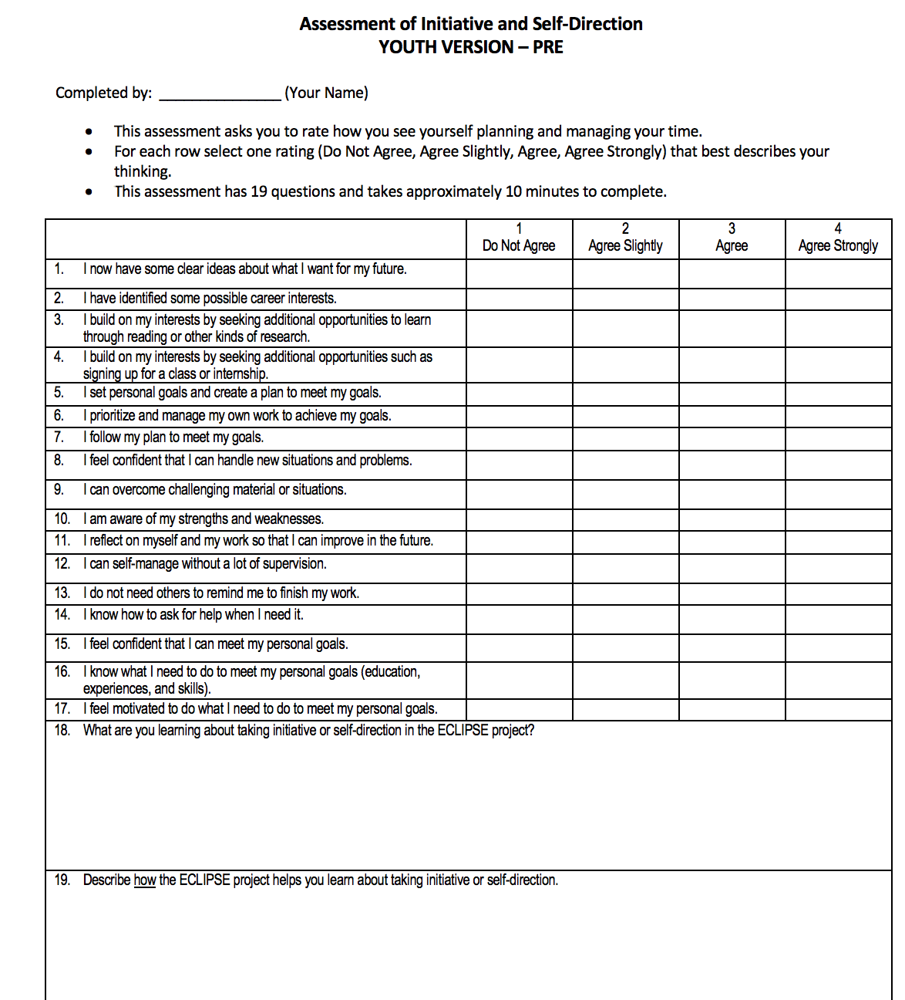 Assessment of Initiative and Self-Direction
YOUTH VERSION – PRE
Completed by: _______________ (Your Name)
• This assessment asks you to rate how you see yourself planning and managing your time.
• For each row select one rating (Do Not Agree, Agree Slightly, Agree, Agree Strongly) that best describes your
thinking.
• This assessment has 19 questions and takes approximately 10 minutes to complete.
1 2 3 4
Do Not Agree Agree Slightly Agree Agree Strongly
1. I now have some clear ideas about what I want for my future.
2. I have identified some possible career interests.
3. I build on my interests by seeking additional opportunities to learn
through reading or other kinds of research.
4. I build on my interests by seeking additional opportunities such as
signing up for a class or internship.
5. I set personal goals and create a plan to meet my goals.
6. I prioritize and manage my own work to achieve my goals.
7. I follow my plan to meet my goals.
8. I feel confident that I can handle new situations and problems.
9. I can overcome challenging material or situations.
10. I am aware of my strengths and weaknesses.
11. I reflect on myself and my work so that I can improve in the future.
12. I can self-manage without a lot of supervision.
13. I do not need others to remind me to finish my work.
14. I know how to ask for help when I need it.
15. I feel confident that I can meet my personal goals.
16. I know what I need to do to meet my personal goals (education,
experiences, and skills).
17. I feel motivated to do what I need to do to meet my personal goals.
18. What are you learning about taking initiative or self-direction in the ECLIPSE project?
19. Describe how the ECLIPSE project helps you learn about taking initiative or self-direction.